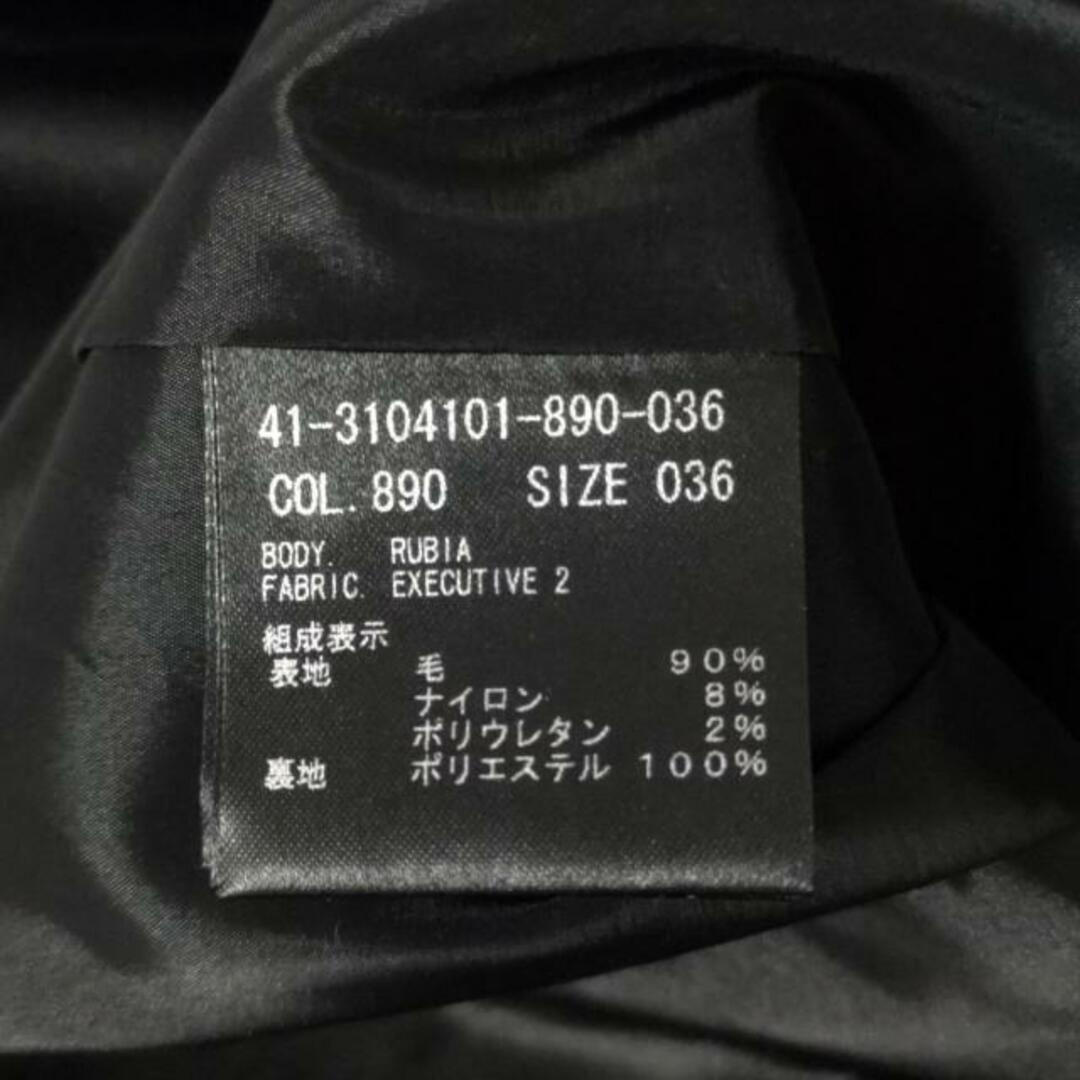 41-3104101-890-036
COL. 890 SIZE 036
BODY. RUBIA
FABRIC. EXECUTIVE 2
組成表示
表地 毛 90%
ナイロン 8%
ポリウレタン 2%
裏地 ポリエステル 100%